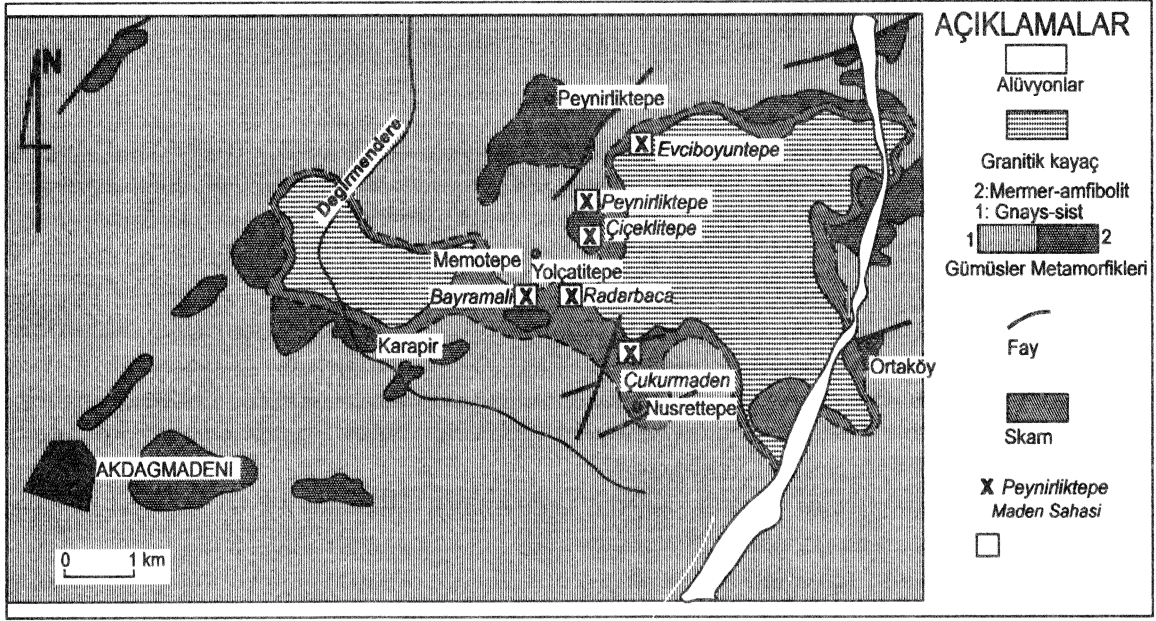 N
Degirmendere
Peynirliktepe
Evciboyuntepe
Peynirliktepe
Çiçeklitepe
Memotepe
Yolçatitepe
Bayramali
Radarbaca
Karapir
Çukurmaden
Nusrettepe
Ortaköy
AKDAGMADENI
0 1 km
AÇIKLAMALAR
Alüvyonlar
Granitik kayaç
2:Mermer-amfibolit
1: Gnays-sist
1 2
Gümüsler Metamorfikleri
Fay
Skarn
X Peynirliktepe
Maden Sahasi